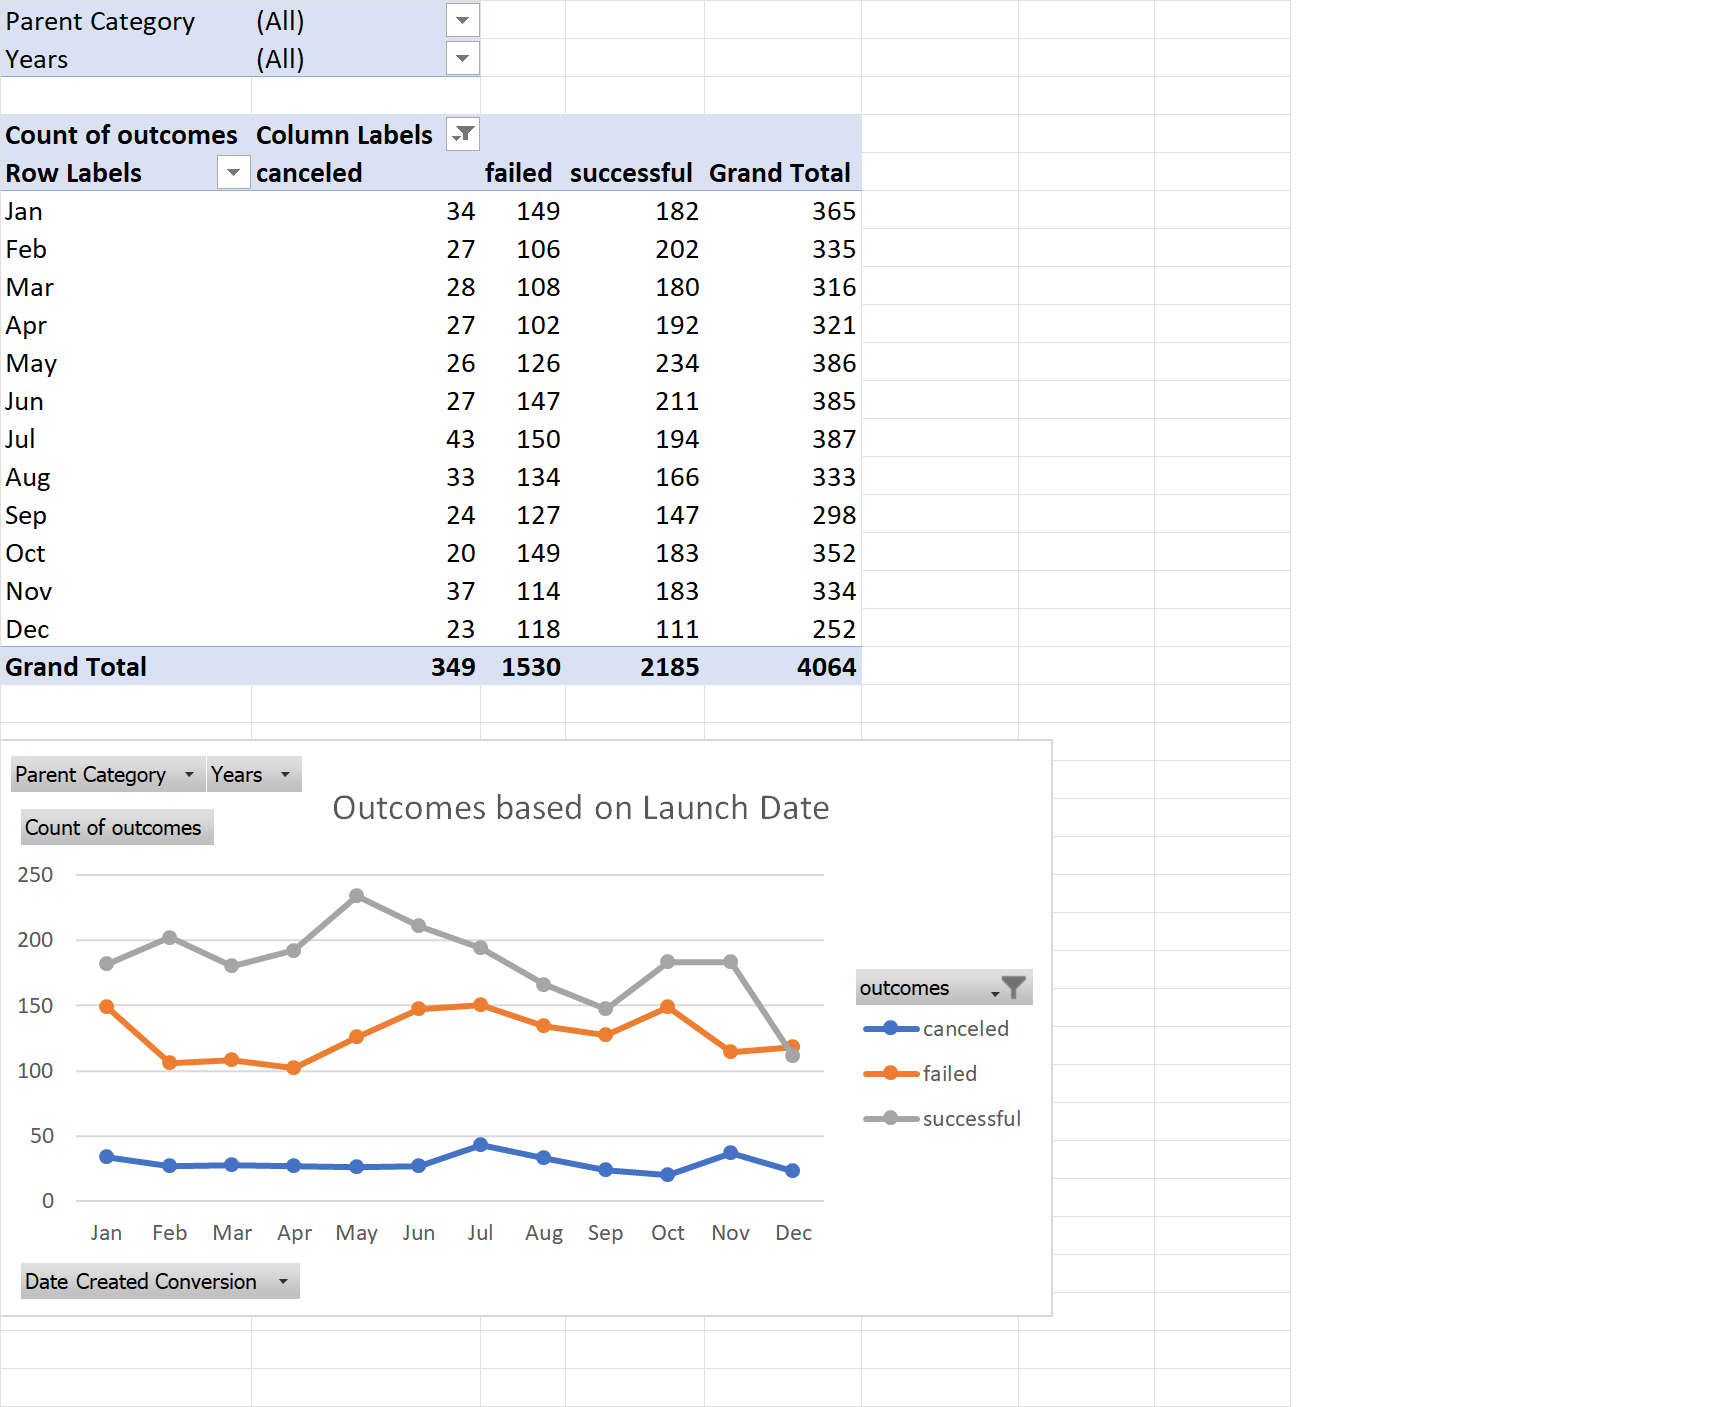 Parent Category (All)
Years (All)
Count of outcomes Column Labels
Row Labels canceled failed successful Grand Total
Jan 34 149 182 365
Feb 27 106 202 335
Mar 28 108 180 316
Apr 27 102 192 321
May 26 126 234 386
Jun 27 147 211 385
Jul 43 150 194 387
Aug 33 134 166 333
Sep 24 127 147 298
Oct 20 149 183 352
Nov 37 114 183 334
Dec 23 118 111 252
Grand Total 349 1530 2185 4064
Parent Category Years
Outcomes based on Launch Date
Count of outcomes
250
200
150
100
50
0
Jan Feb Mar Apr May Jun Jul Aug Sep Oct Nov Dec
outcomes
canceled
failed
successful
Date Created Conversion